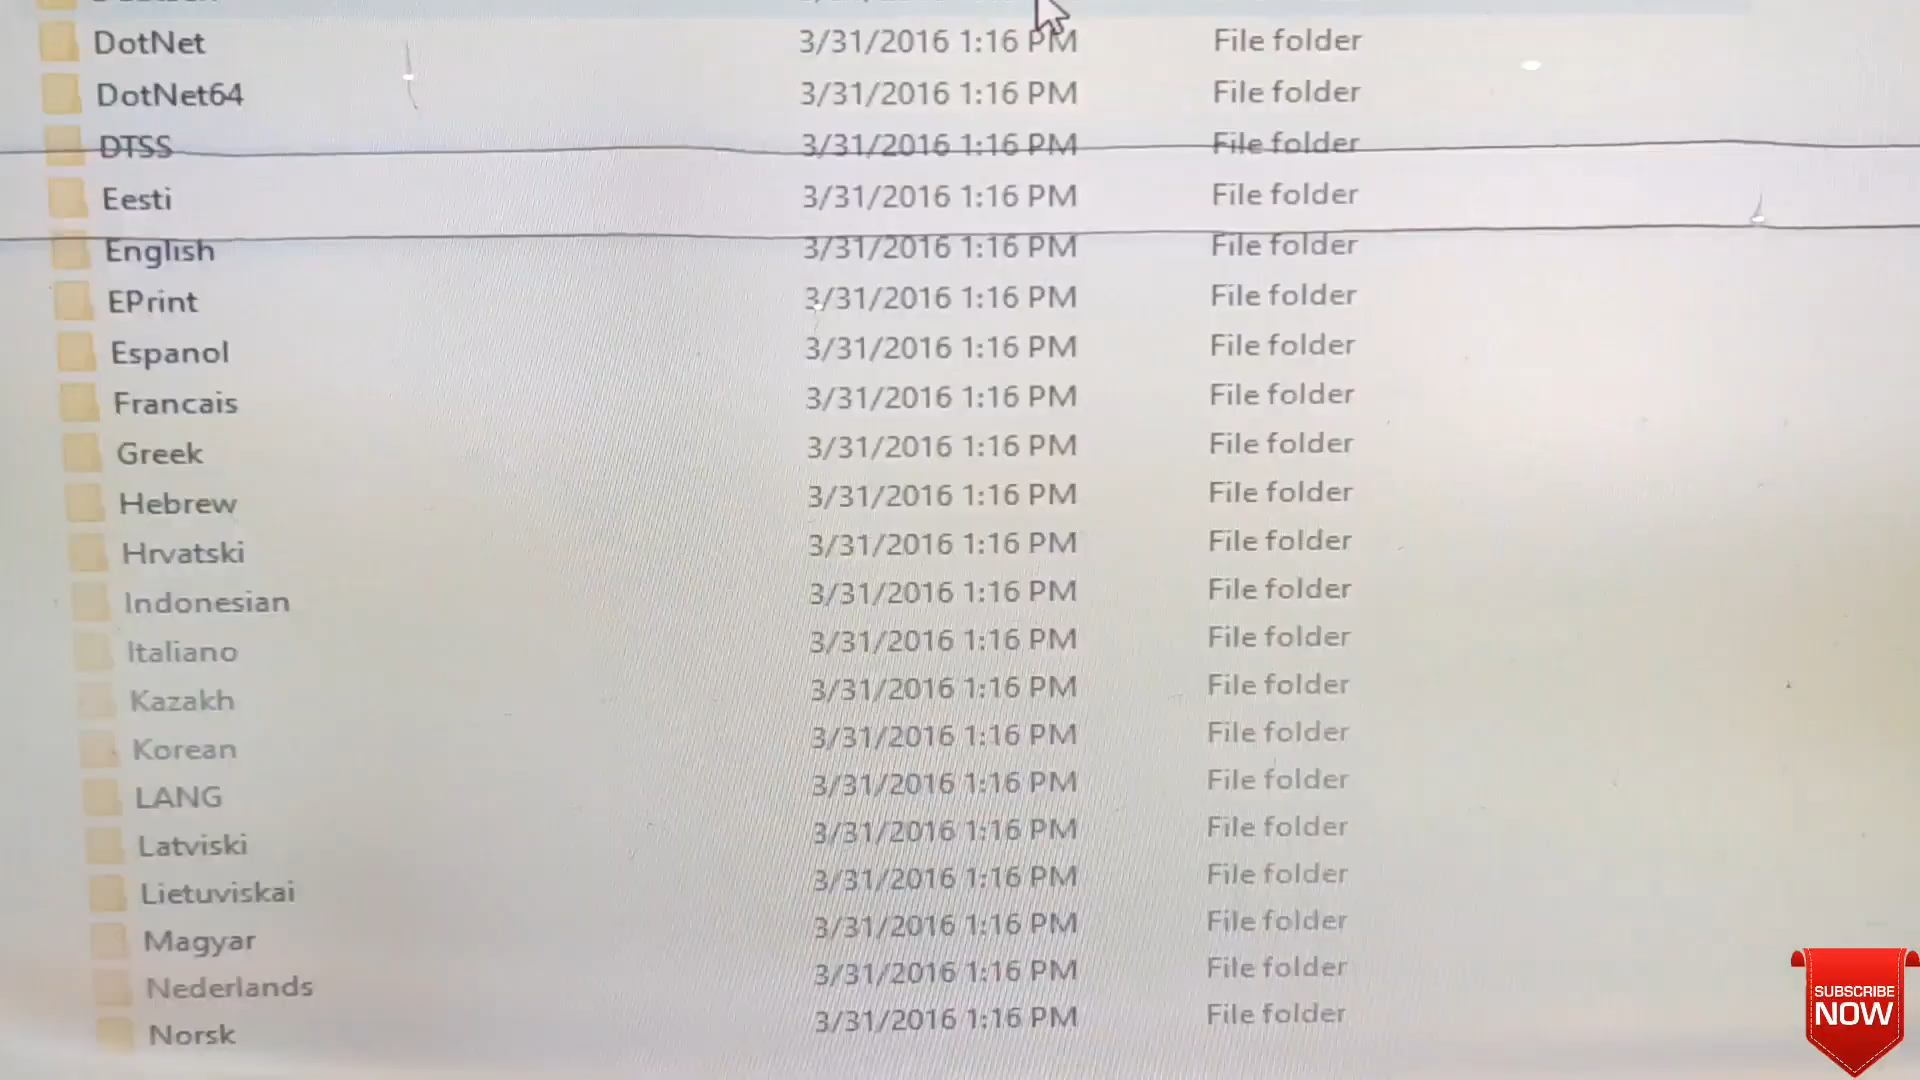 DotNet 3/31/2016 1:16 PM File folder
DotNet64 3/31/2016 1:16 PM File folder
DTSS 3/31/2016 1:16 PM File folder
Eesti 3/31/2016 1:16 PM File folder
English 3/31/2016 1:16 PM File folder
EPrint 3/31/2016 1:16 PM File folder
Espanol 3/31/2016 1:16 PM File folder
Francais 3/31/2016 1:16 PM File folder
Greek 3/31/2016 1:16 PM File folder
Hebrew 3/31/2016 1:16 PM File folder
Hrvatski 3/31/2016 1:16 PM File folder
Indonesian 3/31/2016 1:16 PM File folder
Italiano 3/31/2016 1:16 PM File folder
Kazakh 3/31/2016 1:16 PM File folder
Korean 3/31/2016 1:16 PM File folder
LANG 3/31/2016 1:16 PM File folder
Latviski 3/31/2016 1:16 PM File folder
Lietuviskai 3/31/2016 1:16 PM File folder
Magyar 3/31/2016 1:16 PM File folder
Nederlands 3/31/2016 1:16 PM File folder
Norsk 3/31/2016 1:16 PM File folder
SUBSCRIBE
NOW